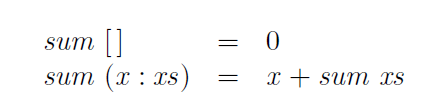 sum [] = 0
sum (x : xs) = x + sum xs